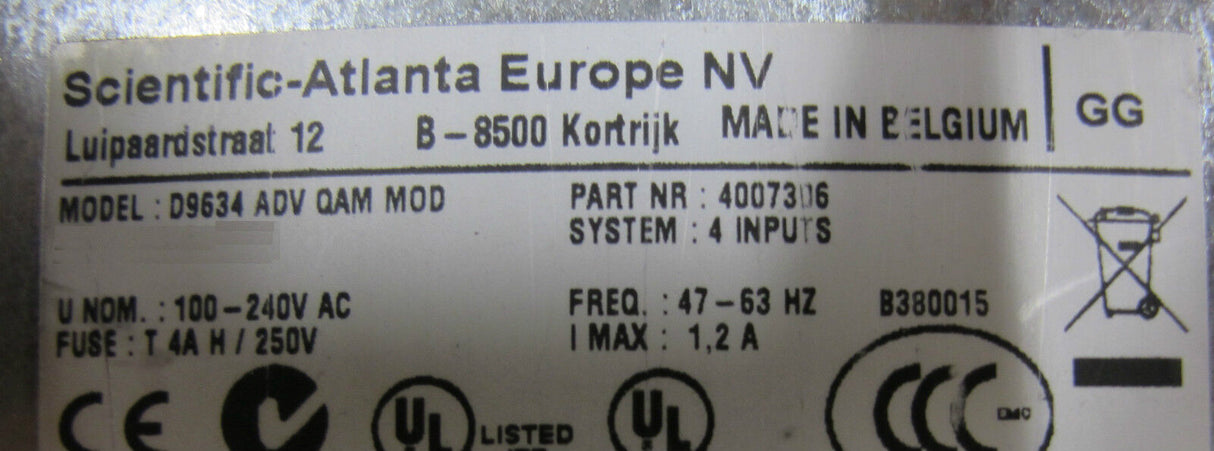 Scientific-Atlanta Europe NV
Luipaardstraat 12 B-8500 Kortrijk MADE IN BELGIUM GG
MODEL : D9634 ADV QAM MOD PART NR : 4007306
SYSTEM : 4 INPUTS
U NOM. : 100-240V AC FREQ. : 47-63 HZ B380015
FUSE : T 4A H / 250V I MAX : 1,2 A
CE UL LISTED UL CCC EMC